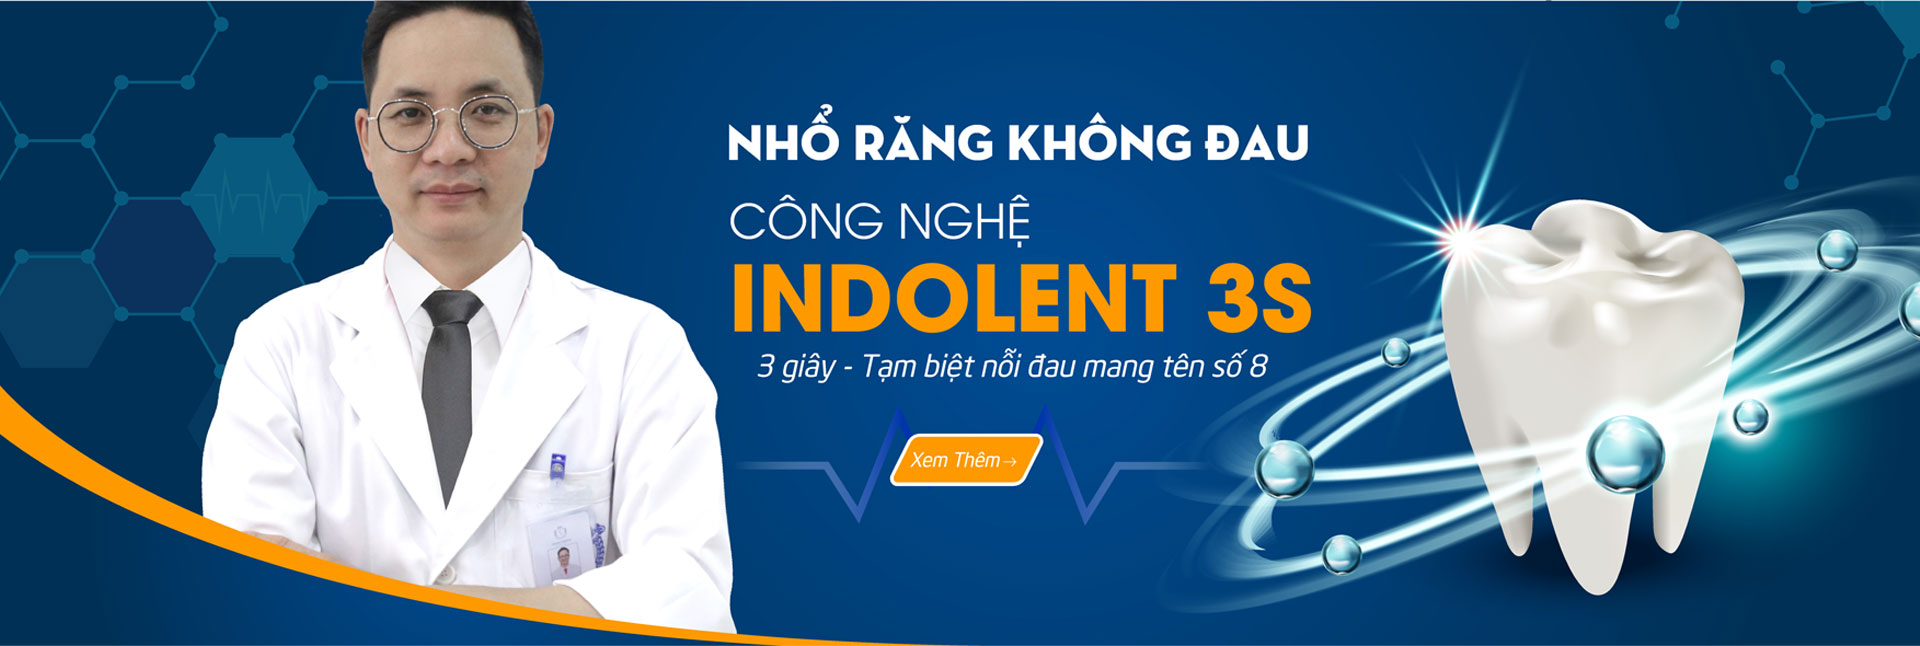 NHỔ RĂNG KHÔNG ĐAU
CÔNG NGHỆ
INDOLENT 3S
3 giây - Tạm biệt nỗi đau mang tên số 8
Xem Thêm→